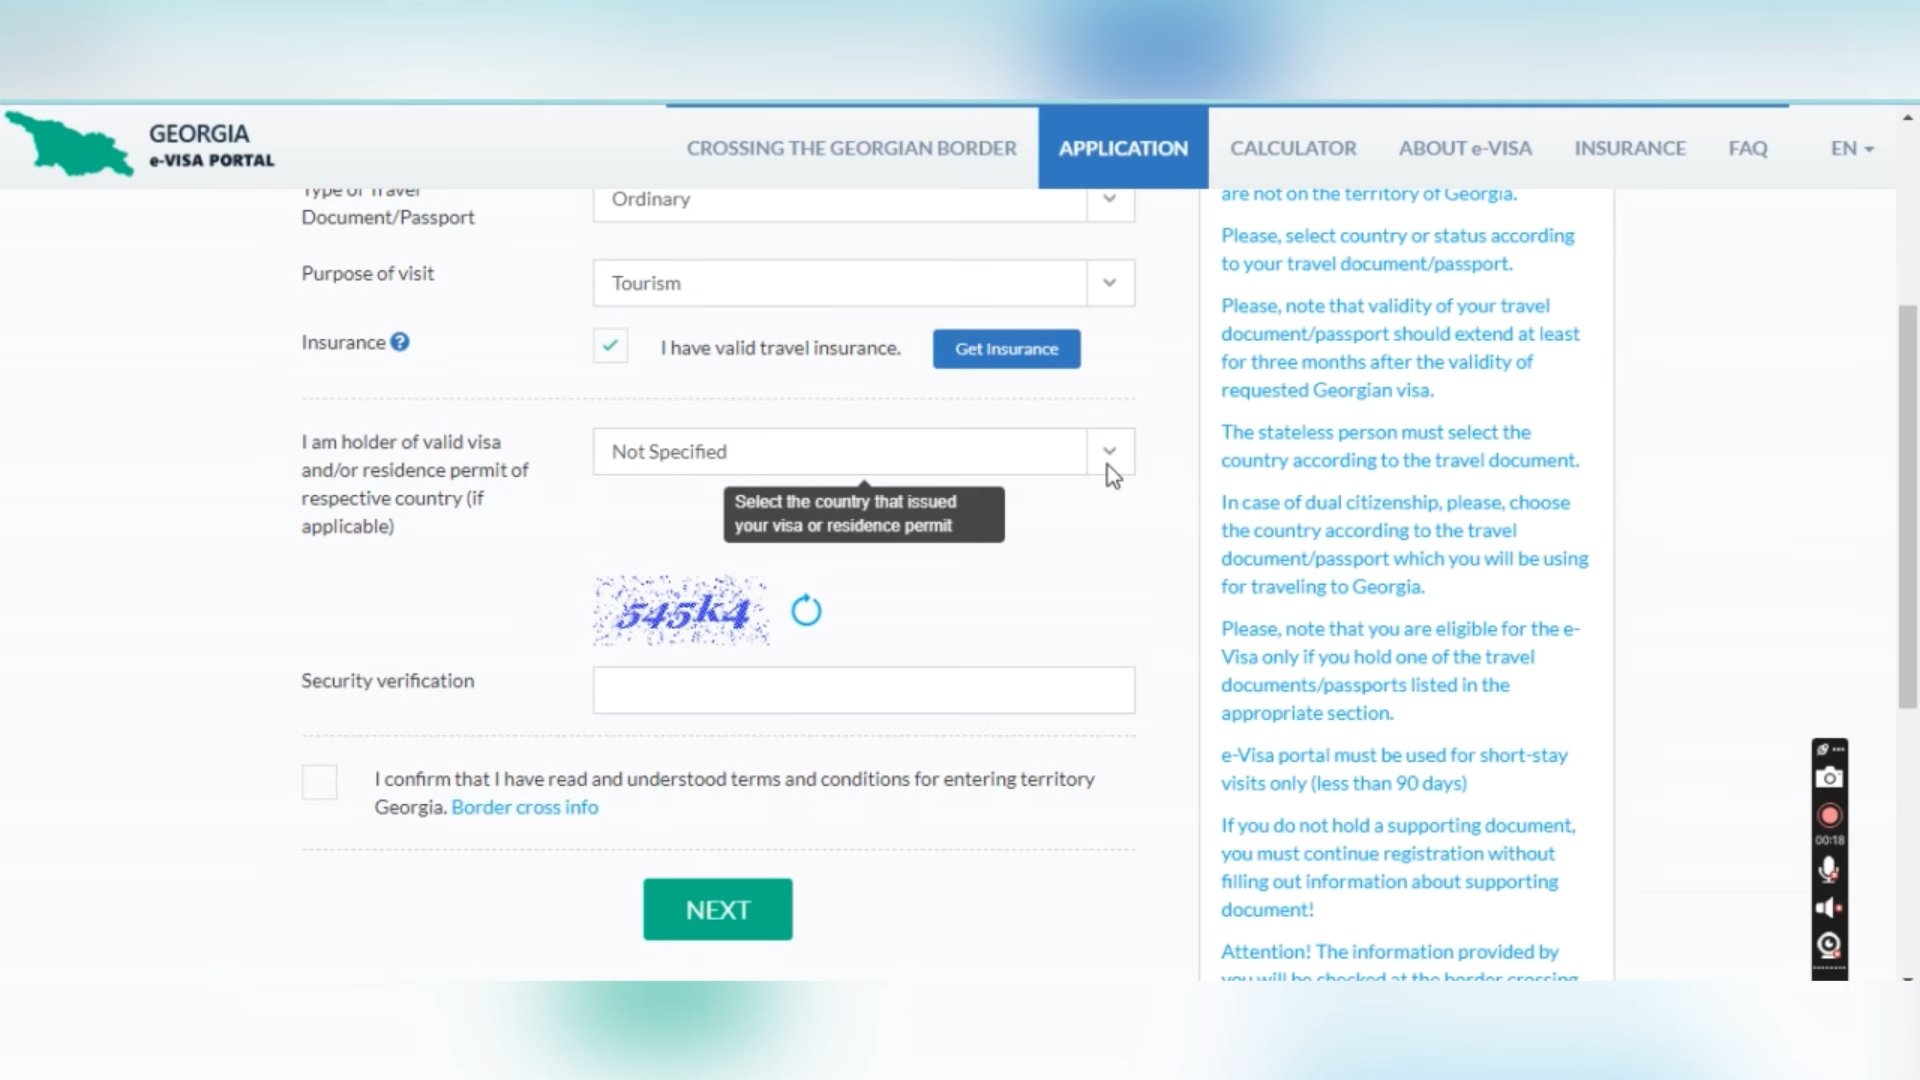 GEORGIA
e-VISA PORTAL
CROSSING THE GEORGIAN BORDER
APPLICATION
CALCULATOR
ABOUT e-VISA
INSURANCE
FAQ
EN
Type of Travel
Document/Passport
Ordinary
Purpose of visit
Tourism
Insurance
I have valid travel insurance.
Get Insurance
I am holder of valid visa
and/or residence permit of
respective country (if
applicable)
Not Specified
Select the country that issued
your visa or residence permit
545k4
Security verification
I confirm that I have read and understood terms and conditions for entering territory
Georgia. Border cross info
NEXT
are not on the territory of Georgia.
Please, select country or status according
to your travel document/passport.
Please, note that validity of your travel
document/passport should extend at least
for three months after the validity of
requested Georgian visa.
The stateless person must select the
country according to the travel document.
In case of dual citizenship, please, choose
the country according to the travel
document/passport which you will be using
for traveling to Georgia.
Please, note that you are eligible for the e-
Visa only if you hold one of the travel
documents/passports listed in the
appropriate section.
e-Visa portal must be used for short-stay
visits only (less than 90 days)
If you do not hold a supporting document,
you must continue registration without
filling out information about supporting
document!
Attention! The information provided by
you will be checked at the border crossing
00:18